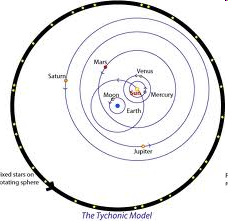 Mars
Venus
Saturn
Moon
Sun
Mercury
Earth
ixed stars on
otating sphere
Jupiter
The Tychonic Model